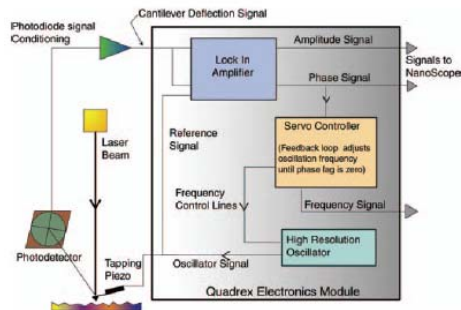 Photodiode signal
Conditioning
Cantilever Deflection Signal
Lock In
Amplifier
Amplitude Signal
Phase Signal
Signals to
NanoScope
Laser
Beam
Reference
Signal
Servo Controller
(Feedback loop adjusts
oscillation frequency
until phase lag is zero)
Frequency
Control Lines
Frequency Signal
Photodetector
Tapping
Piezo
Oscillator Signal
High Resolution
Oscillator
Quadrex Electronics Module